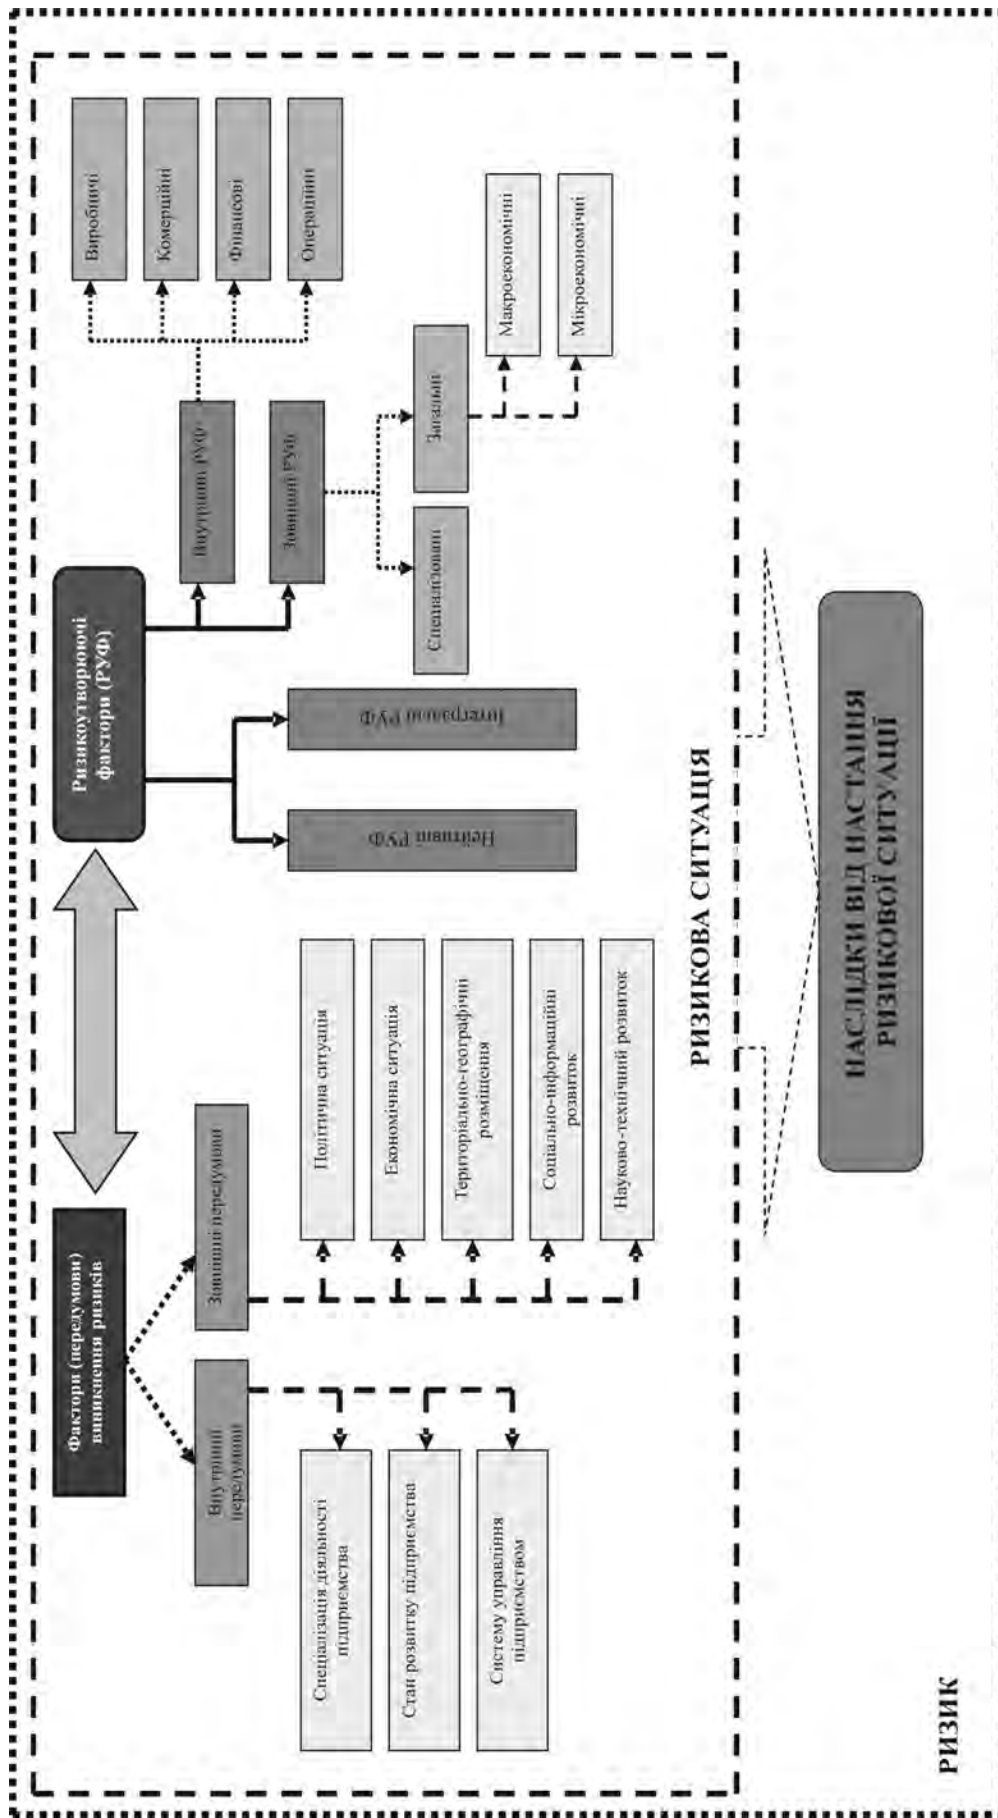 Фактори (передумови)
виникнення ризиків
Ризикоутворюючі
фактори (РУФ)
Внутрішні
передумови
Зовнішні передумови
Спеціалізація діяльності
підприємства
Стан розвитку підприємства
Систему управління
підприємством
Політична ситуація
Економічна ситуація
Територіально-географічні
розміщення
Соціально-інформаційні
розвиток
Науково-технічний розвиток
Нейтивні РУФ
Інтегральні РУФ
Внутрішні РУФ
Зовнішні РУФ
Виробничі
Комерційні
Фінансові
Операційні
Спеціалізовані
Загальні
Макроекономічні
Мікроекономічні
РИЗИКОВА СИТУАЦІЯ
НАСЛІДКИ ВІД НАСТАННЯ
РИЗИКОВОЇ СИТУАЦІЇ
РИЗИК